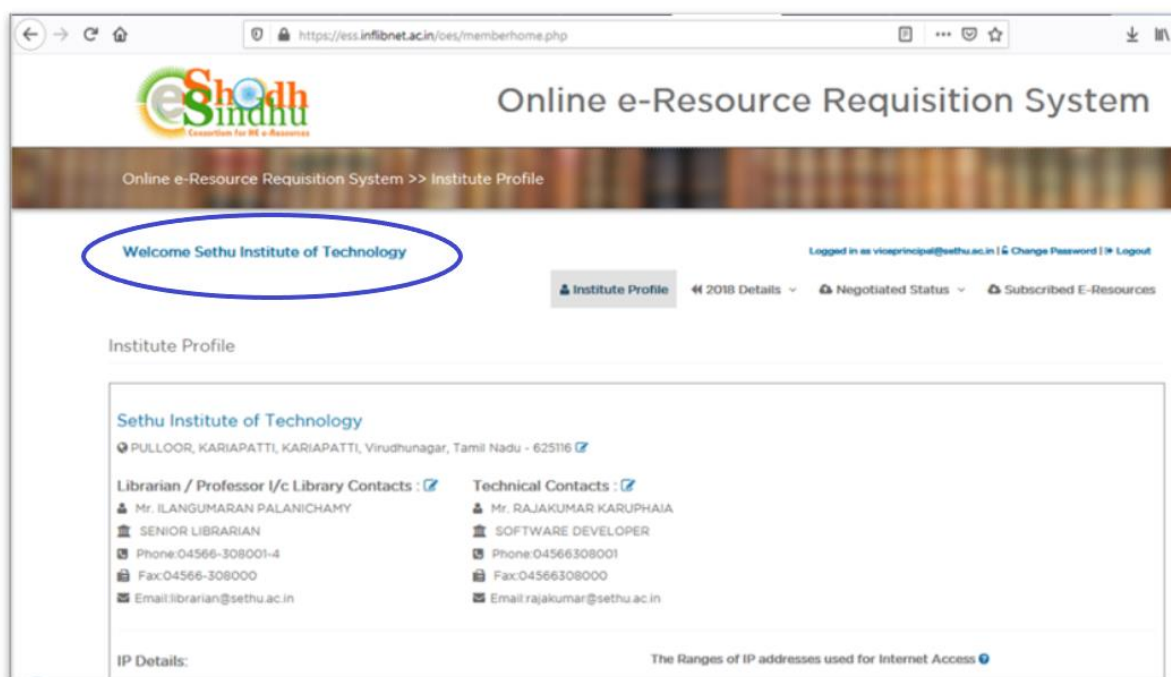 https://ess.inflibnet.ac.in/oes/memberhome.php
e Shodh Sindhu
Consortium for HE e-Resources
Online e-Resource Requisition System
Online e-Resource Requisition System >> Institute Profile
Welcome Sethu Institute of Technology
Logged in as viceprincipal@sethu.ac.in | Change Password | Logout
Institute Profile 2018 Details Negotiated Status Subscribed E-Resources
Institute Profile
Sethu Institute of Technology
PULLOOR, KARIAPATTI, KARIAPATTI, Virudhunagar, Tamil Nadu - 625116
Librarian / Professor I/c Library Contacts : Technical Contacts :
Mr. ILANGUMARAN PALANICHAMY Mr. RAJAKUMAR KARUPHAIA
SENIOR LIBRARIAN SOFTWARE DEVELOPER
Phone:04566-308001-4 Phone:04566308001
Fax:04566-308000 Fax:04566308000
Email:librarian@sethu.ac.in Email:rajakumar@sethu.ac.in
IP Details: The Ranges of IP addresses used for Internet Access